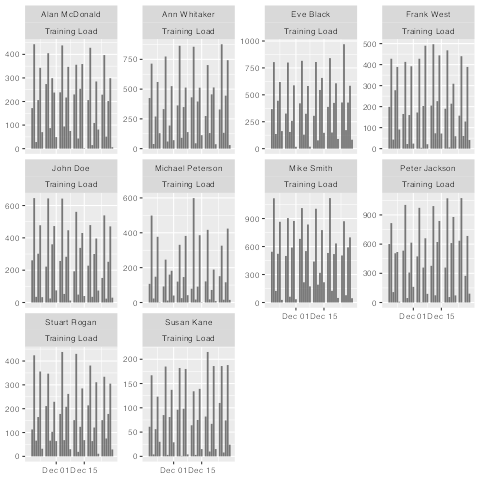 Alan McDonald
Ann Whitaker
Eve Black
Frank West
Training Load
Training Load
Training Load
Training Load
400
300
200
100
0
750
500
250
0
1000
750
500
250
0
500
400
300
200
100
0
John Doe
Michael Peterson
Mike Smith
Peter Jackson
Training Load
Training Load
Training Load
Training Load
600
400
200
0
600
400
200
0
900
600
300
0
900
600
300
0
Dec 01 Dec 15
Dec 01 Dec 15
Stuart Rogan
Susan Kane
Training Load
Training Load
400
300
200
100
0
200
150
100
50
0
Dec 01 Dec 15
Dec 01 Dec 15